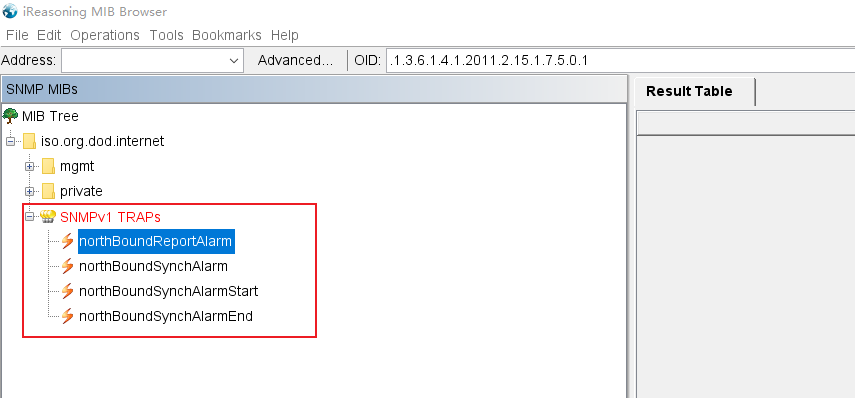 iReasoning MIB Browser
File Edit Operations Tools Bookmarks Help
Address: Advanced... OID: .1.3.6.1.4.1.2011.2.15.1.7.5.0.1
SNMP MIBs
Result Table
MIB Tree
iso.org.dod.internet
mgmt
private
SNMPv1 TRAPs
northBoundReportAlarm
northBoundSynchAlarm
northBoundSynchAlarmStart
northBoundSynchAlarmEnd